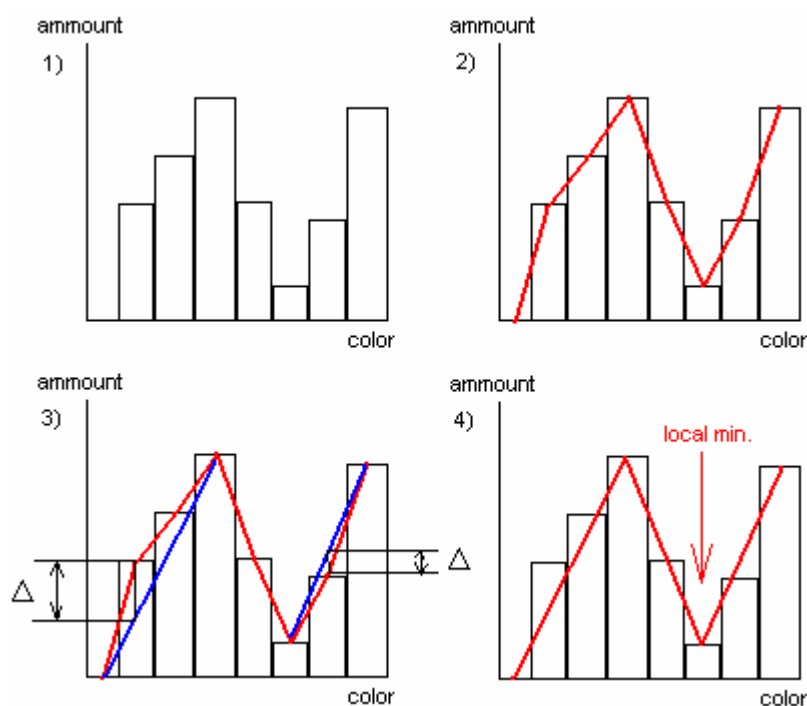 ammount
1)
color
ammount
2)
color
ammount
3)
Δ
Δ
color
ammount
4)
local min.
color